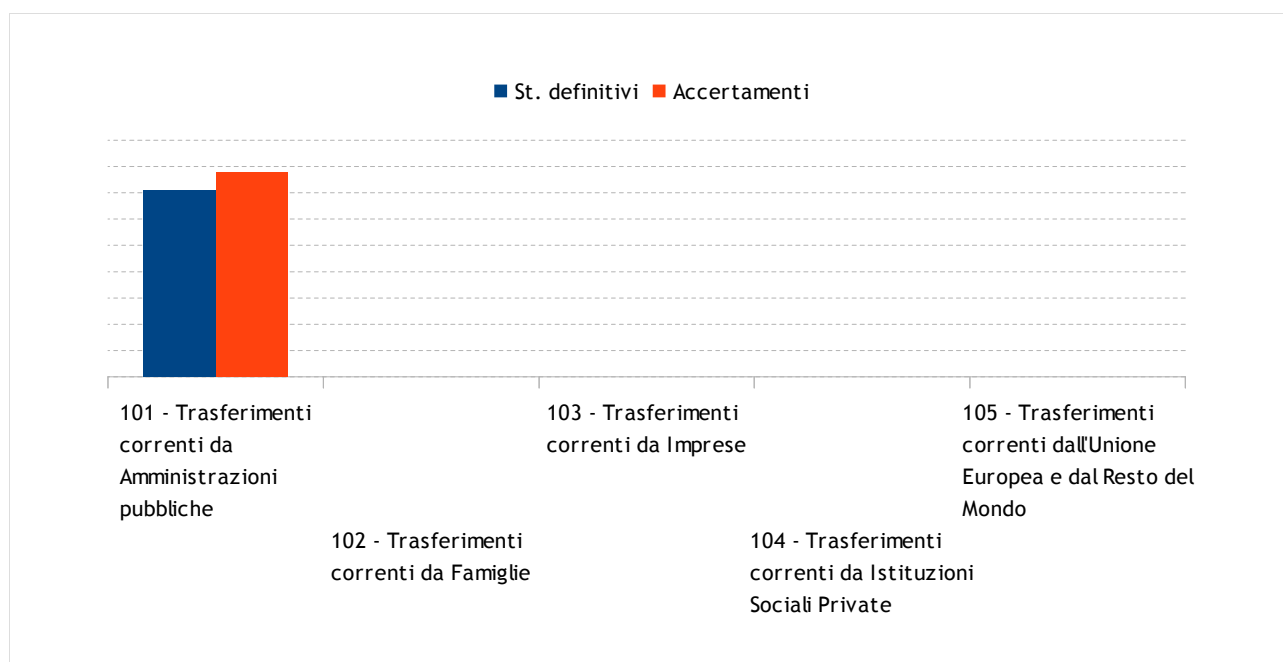 St. definitivi Accertamenti
101 - Trasferimenti
correnti da
Amministrazioni
pubbliche
102 - Trasferimenti
correnti da Famiglie
103 - Trasferimenti
correnti da Imprese
104 - Trasferimenti
correnti da Istituzioni
Sociali Private
105 - Trasferimenti
correnti dall'Unione
Europea e dal Resto del
Mondo